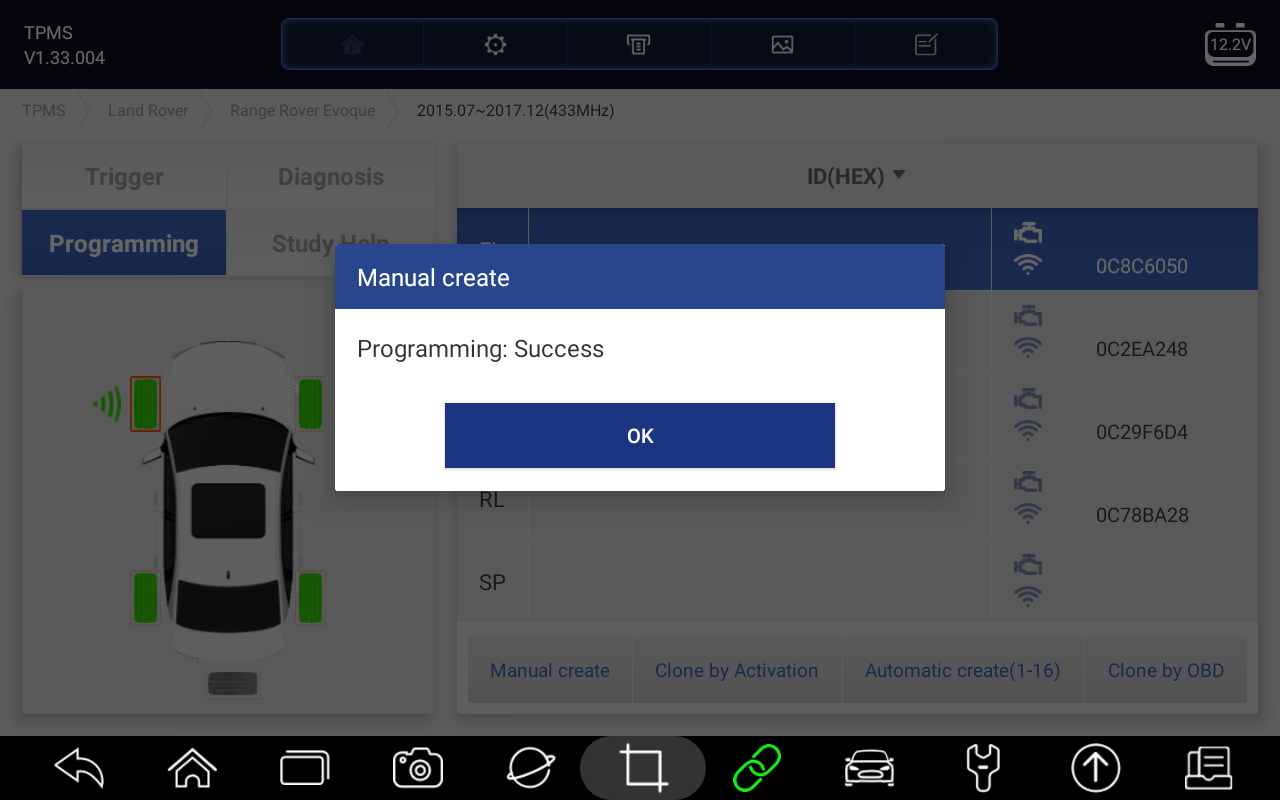 TPMS
V1.33.004
12.2V
TPMS
Land Rover
Range Rover Evoque
2015.07~2017.12(433MHz)
Trigger
Diagnosis
Programming
Study Help
ID(HEX)
0C8C6050
0C2EA248
0C29F6D4
RL
0C78BA28
SP
Manual create
Programming: Success
OK
Manual create
Clone by Activation
Automatic create(1-16)
Clone by OBD